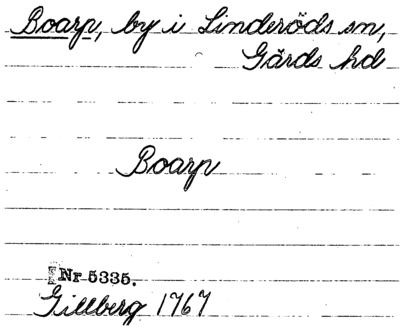 Boarp, by i Linderöds sn,
Gärds hd
Boarp
Nr 5335.
Gillberg 1767